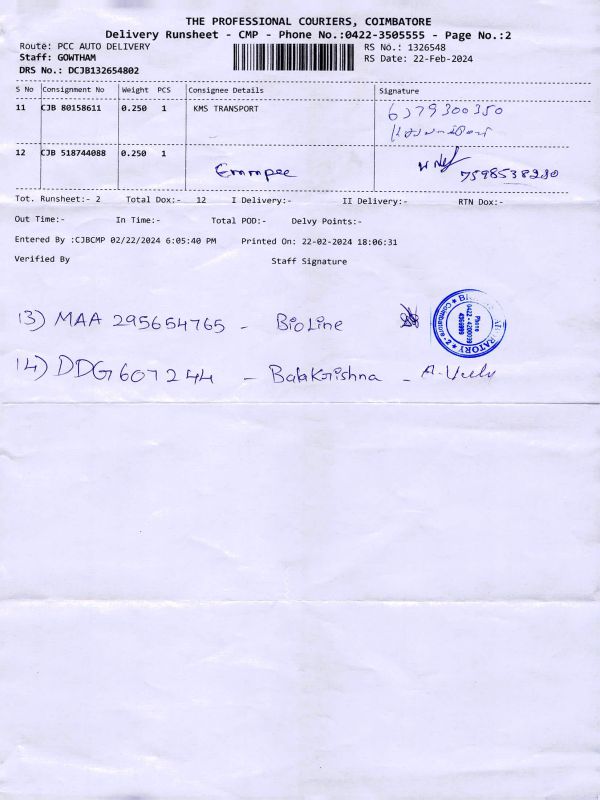 THE PROFESSIONAL COURIERS, COIMBATORE
Delivery Runsheet - CMP - Phone No.:0422-3505555 - Page No.:2
Route: PCC AUTO DELIVERY RS No.: 1326548
Staff: GOWTHAM RS Date: 22-Feb-2024
DRS No.: DCJB132654802
S No Consignment No Weight PCS Consignee Details Signature
11 CJB 80158611 0.250 1 KMS TRANSPORT 6379300350
12 CJB 518744088 0.250 1
Emmpee 7598538280
Tot. Runsheet:- 2 Total Dox:- 12 I Delivery:- II Delivery:- RTN Dox:-
Out Time:- In Time:- Total POD:- Delvy Points:-
Entered By :CJBCMP 02/22/2024 6:05:40 PM Printed On: 22-02-2024 18:06:31
Verified By Staff Signature
13) MAA 295654765 - BioLine
14) DDG607244 - BalaKrishna -